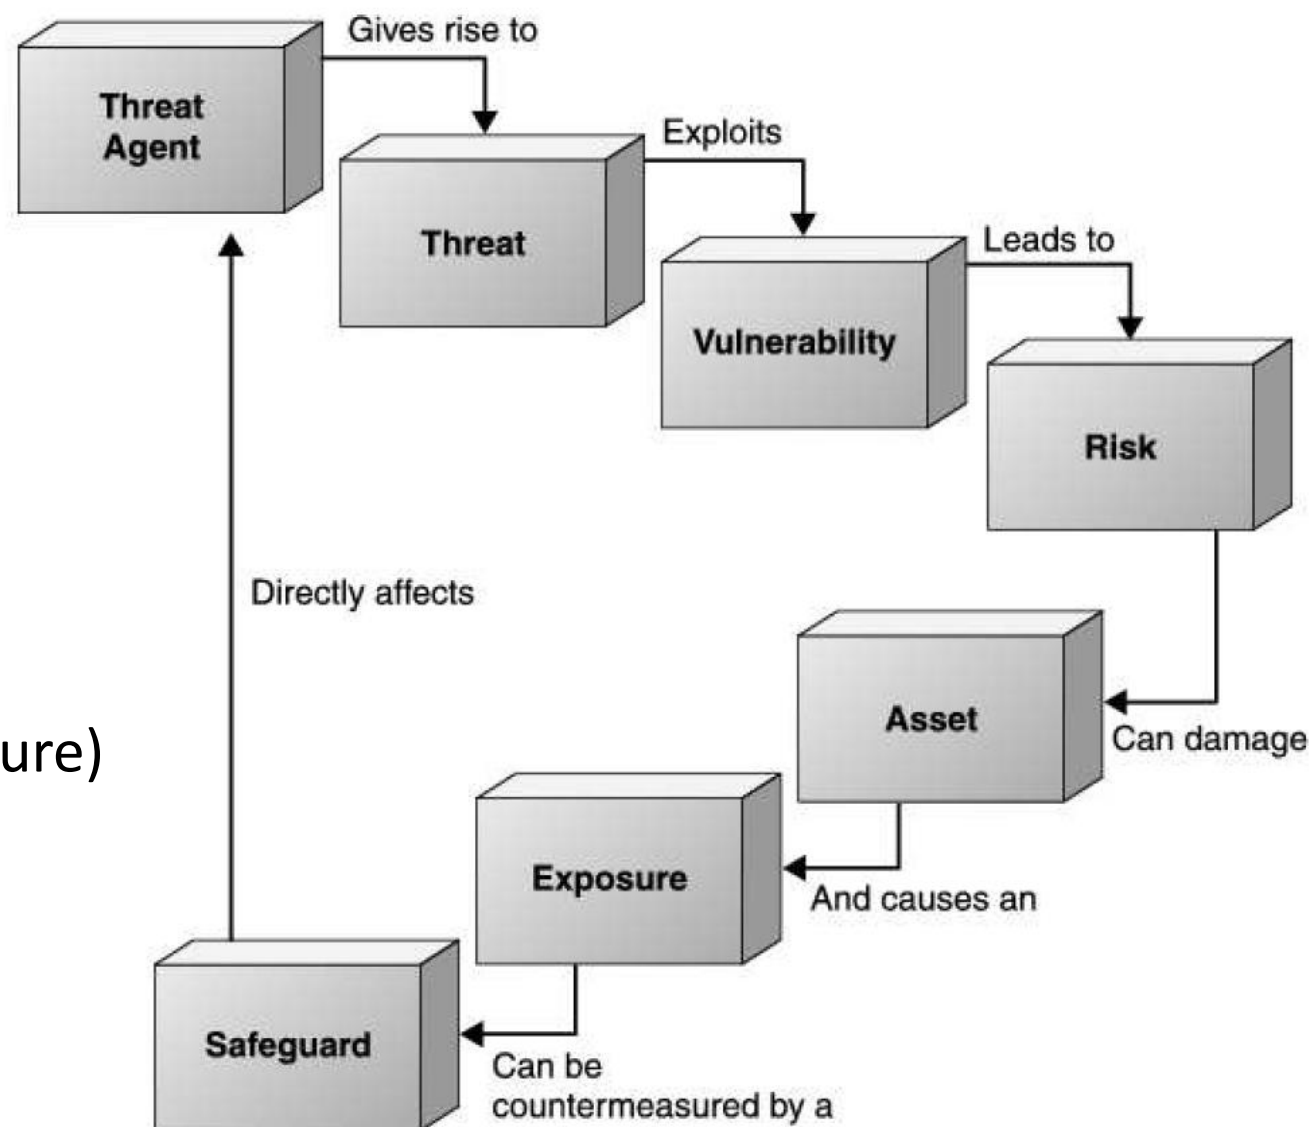 Gives rise to
Threat
Agent
Exploits
Threat
Leads to
Vulnerability
Risk
Directly affects
Asset
Can damage
ure)
Exposure
And causes an
Safeguard
Can be
countermeasured by a